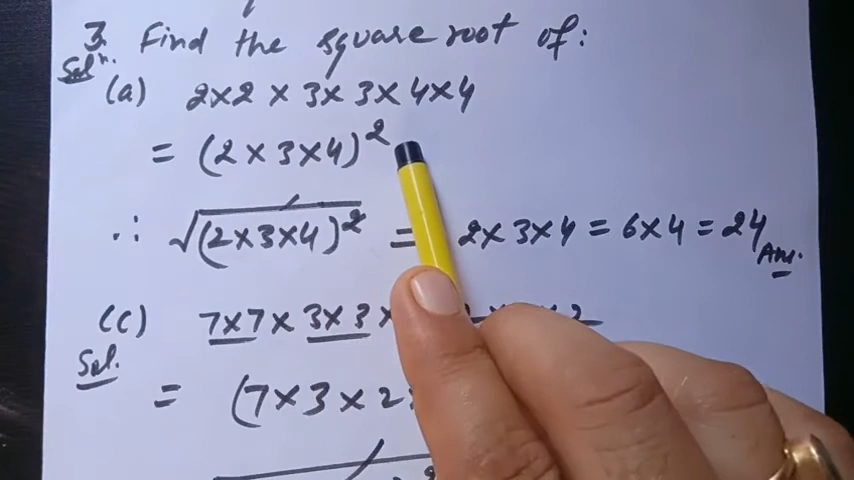 3. Find the square root of:
Solⁿ.
(a) 2×2 × 3×3×4×4
= (2×3×4)²
∴ √(2×3×4)² = 2×3×4 = 6×4 = 24 Ans.
(c) 7×7× 3×3×
Sol.
= (7×3×2